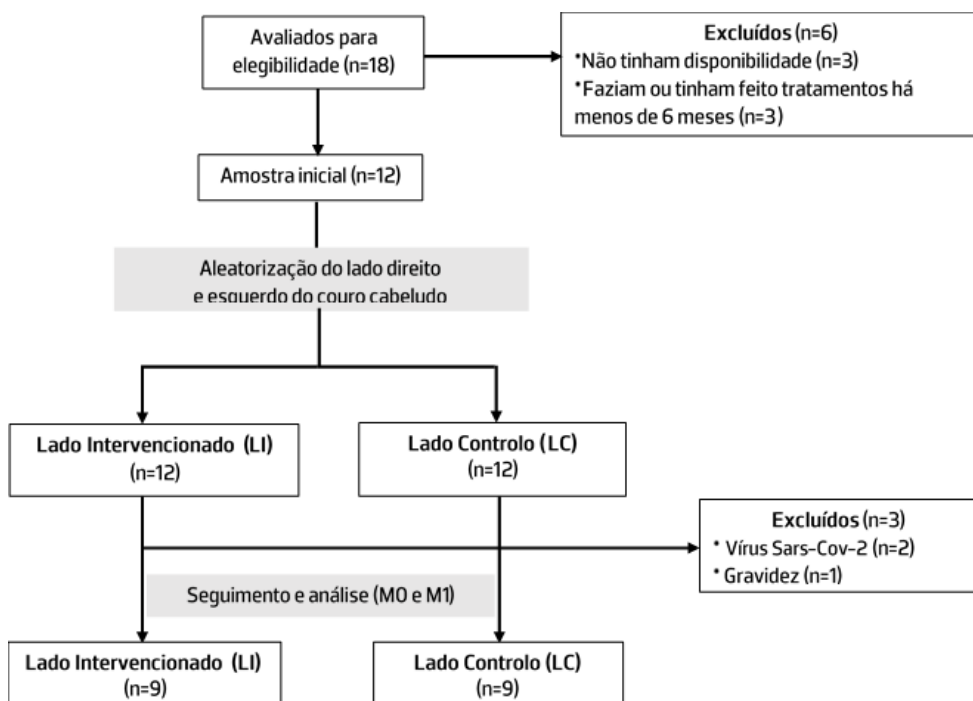 Avaliados para
elegibilidade (n=18)
Excluídos (n=6)
*Não tinham disponibilidade (n=3)
*Faziam ou tinham feito tratamentos há
menos de 6 meses (n=3)
Amostra inicial (n=12)
Aleatorização do lado direito
e esquerdo do couro cabeludo
Lado Intervencionado (LI)
(n=12)
Lado Controlo (LC)
(n=12)
Excluídos (n=3)
* Vírus Sars-Cov-2 (n=2)
* Gravidez (n=1)
Seguimento e análise (M0 e M1)
Lado Intervencionado (LI)
(n=9)
Lado Controlo (LC)
(n=9)